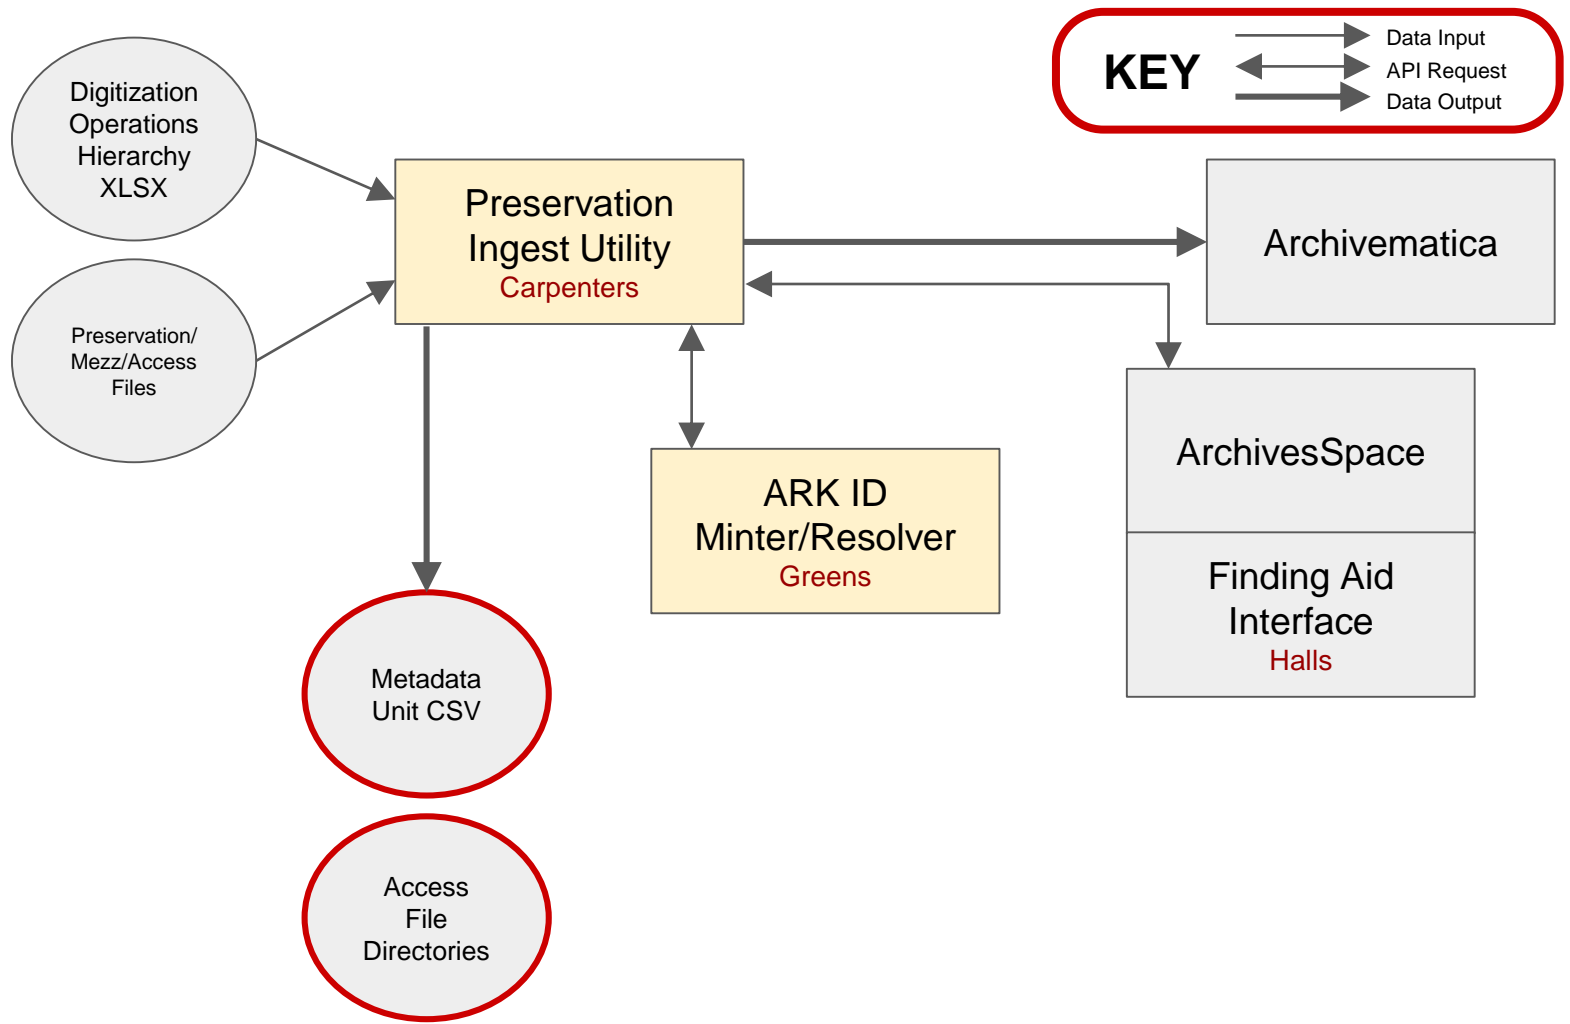 KEY
Data Input
API Request
Data Output
Digitization
Operations
Hierarchy
XLSX
Preservation/
Mezz/Access
Files
Preservation
Ingest Utility
Carpenters
Archivematica
ArchivesSpace
Finding Aid
Interface
Halls
ARK ID
Minter/Resolver
Greens
Metadata
Unit CSV
Access
File
Directories